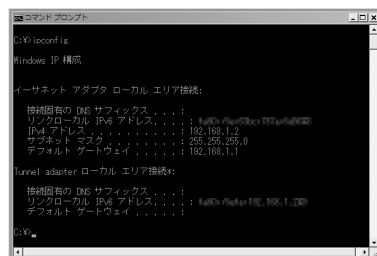 コマンド プロンプト
C:¥>ipconfig
Windows IP 構成
イーサネット アダプタ ローカル エリア接続:
接続固有の DNS サフィックス . . . :
リンクローカル IPv6 アドレス. . . . :
IPv4 アドレス . . . . . . . . . . : 192.168.1.2
サブネット マスク . . . . . . . . : 255.255.255.0
デフォルト ゲートウェイ . . . . . : 192.168.1.1
Tunnel adapter ローカル エリア接続*:
接続固有の DNS サフィックス . . . :
リンクローカル IPv6 アドレス. . . . :
デフォルト ゲートウェイ . . . . . :
C:¥>_